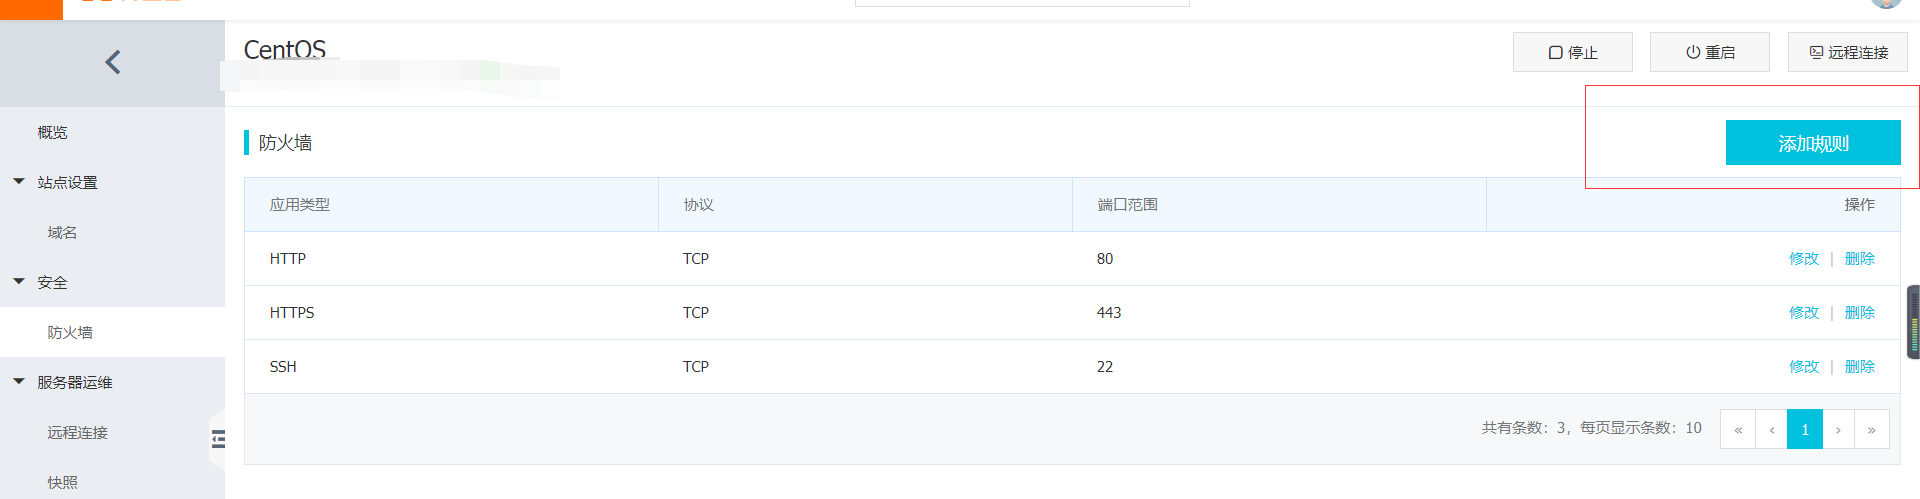 CentOS
停止
重启
远程连接
概览
站点设置
域名
安全
防火墙
服务器运维
远程连接
快照
防火墙
添加规则
应用类型 协议 端口范围 操作
HTTP TCP 80 修改 | 删除
HTTPS TCP 443 修改 | 删除
SSH TCP 22 修改 | 删除
共有条数：3，每页显示条数：10 « ‹ 1 › »